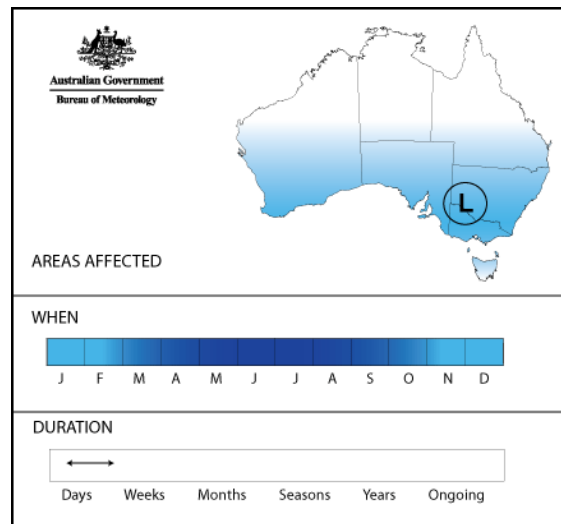 Australian Government
Bureau of Meteorology
L
AREAS AFFECTED
WHEN
J F M A M J J A S O N D
DURATION
Days Weeks Months Seasons Years Ongoing